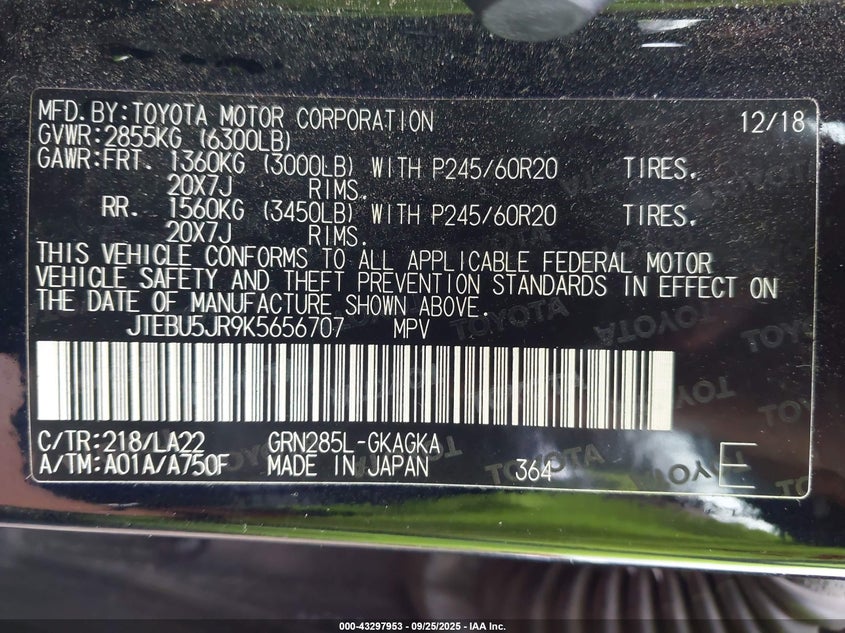 MFD.BY:TOYOTA MOTOR CORPORATION 12/18
GVWR:2855KG (6300LB)
GAWR:FRT. 1360KG (3000LB) WITH P245/60R20 TIRES,
20X7J RIMS.
RR. 1560KG (3450LB) WITH P245/60R20 TIRES,
20X7J RIMS.
THIS VEHICLE CONFORMS TO ALL APPLICABLE FEDERAL MOTOR
VEHICLE SAFETY AND THEFT PREVENTION STANDARDS IN EFFECT ON
THE DATE OF MANUFACTURE SHOWN ABOVE.
JTEBU5JR9K5656707 MPV
C/TR:218/LA22 GRN285L-GKAGKA
A/TM:A01A/A750F MADE IN JAPAN 364 E
TOYOTA
000-43297953 - 09/25/2025 - IAA Inc.